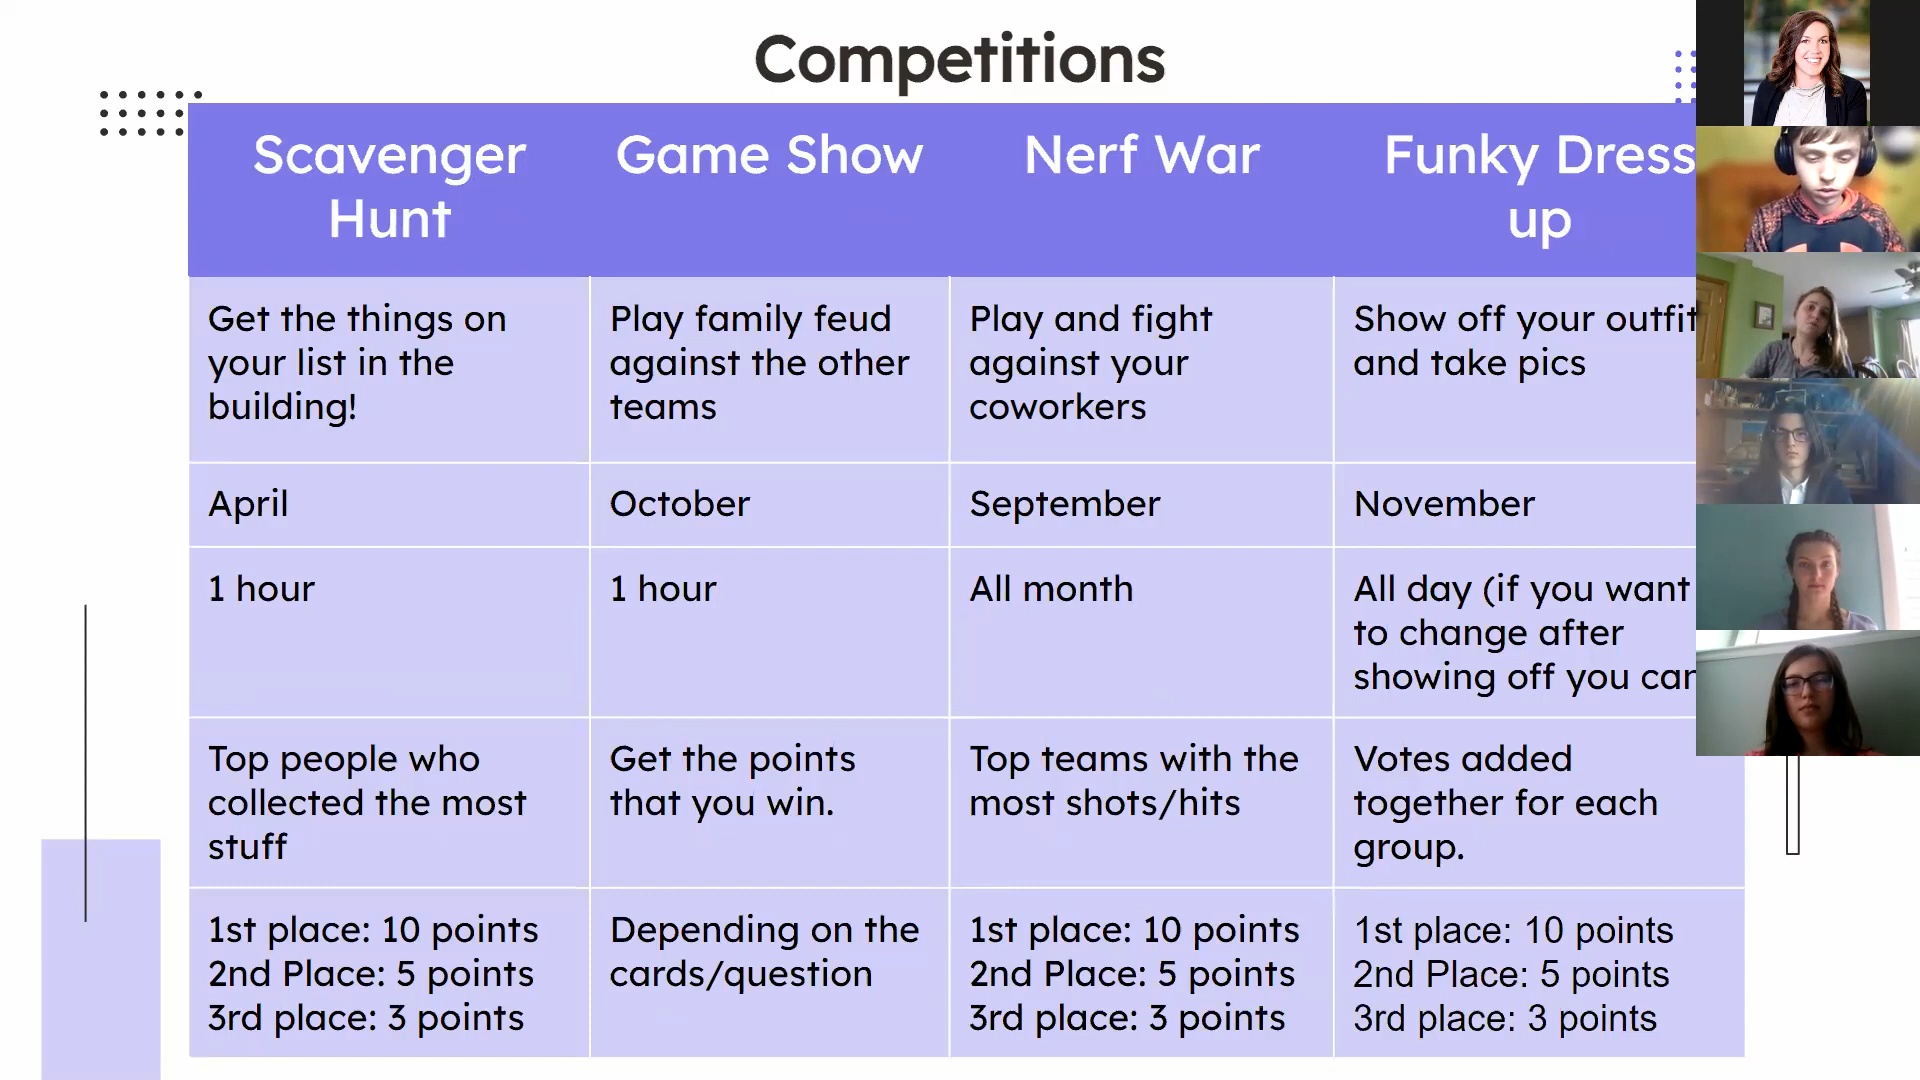 Competitions
Scavenger
Hunt
Game Show
Nerf War
Funky Dress
up
Get the things on
your list in the
building!
Play family feud
against the other
teams
Play and fight
against your
coworkers
Show off your outfit
and take pics
April
October
September
November
1 hour
1 hour
All month
All day (if you want
to change after
showing off you
Top people who
collected the most
stuff
Get the points
that you win.
Top teams with the
most shots/hits
Votes added
together for each
group.
1st place: 10 points
2nd Place: 5 points
3rd place: 3 points
Depending on the
cards/question
1st place: 10 points
2nd Place: 5 points
3rd place: 3 points
1st place: 10 points
2nd Place: 5 points
3rd place: 3 points